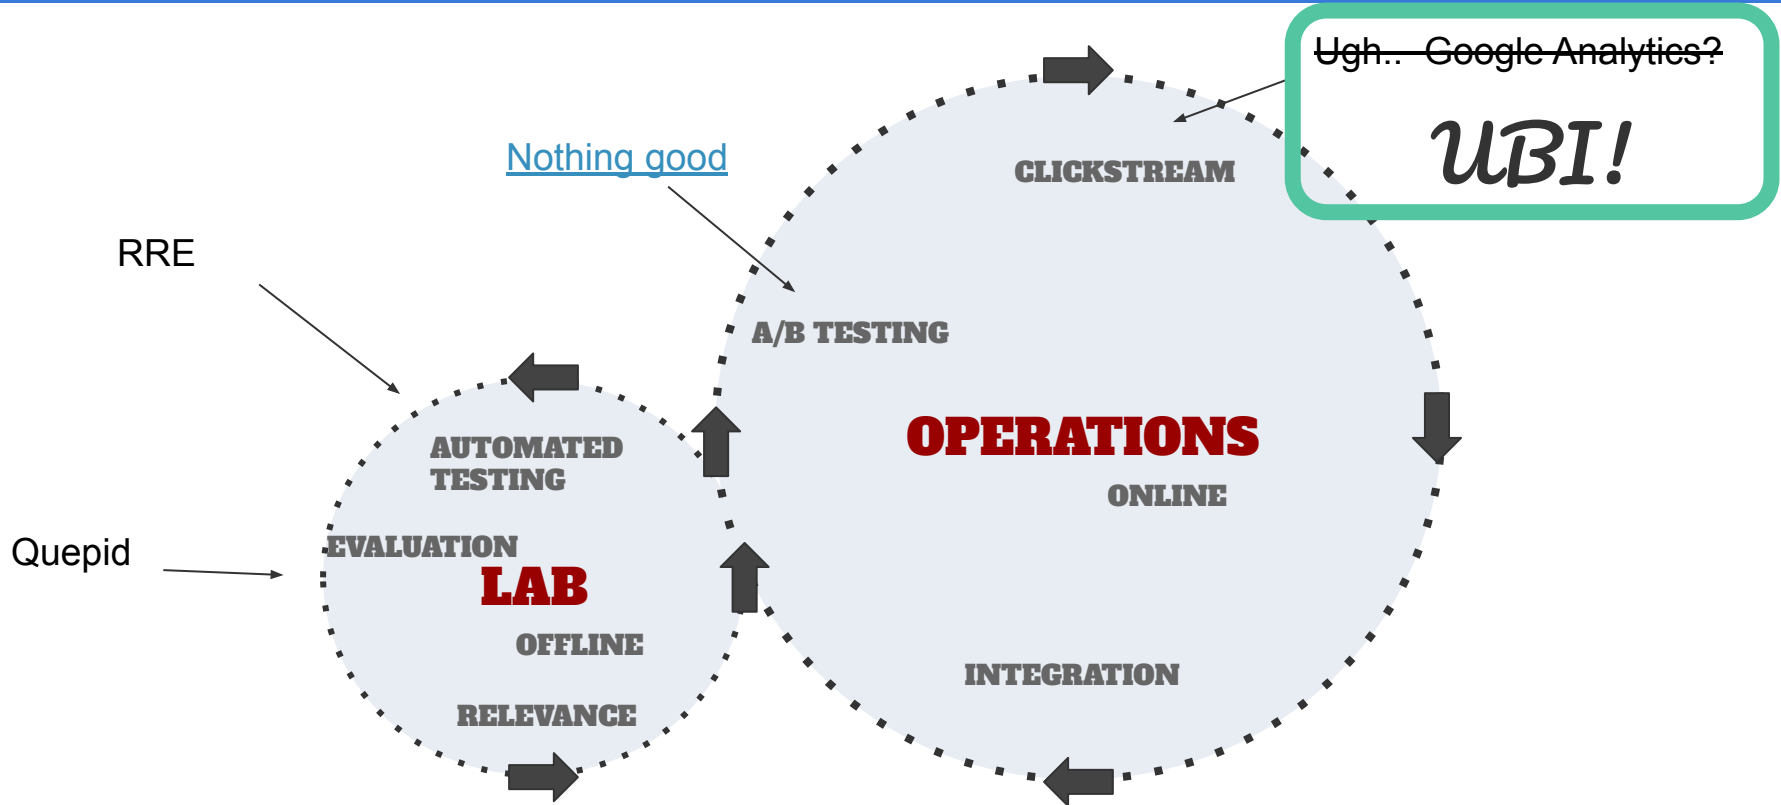 Ugh.. Google Analytics?
UBI!
Nothing good
CLICKSTREAM
RRE
A/B TESTING
OPERATIONS
AUTOMATED
TESTING
ONLINE
EVALUATION
Quepid
LAB
OFFLINE
INTEGRATION
RELEVANCE